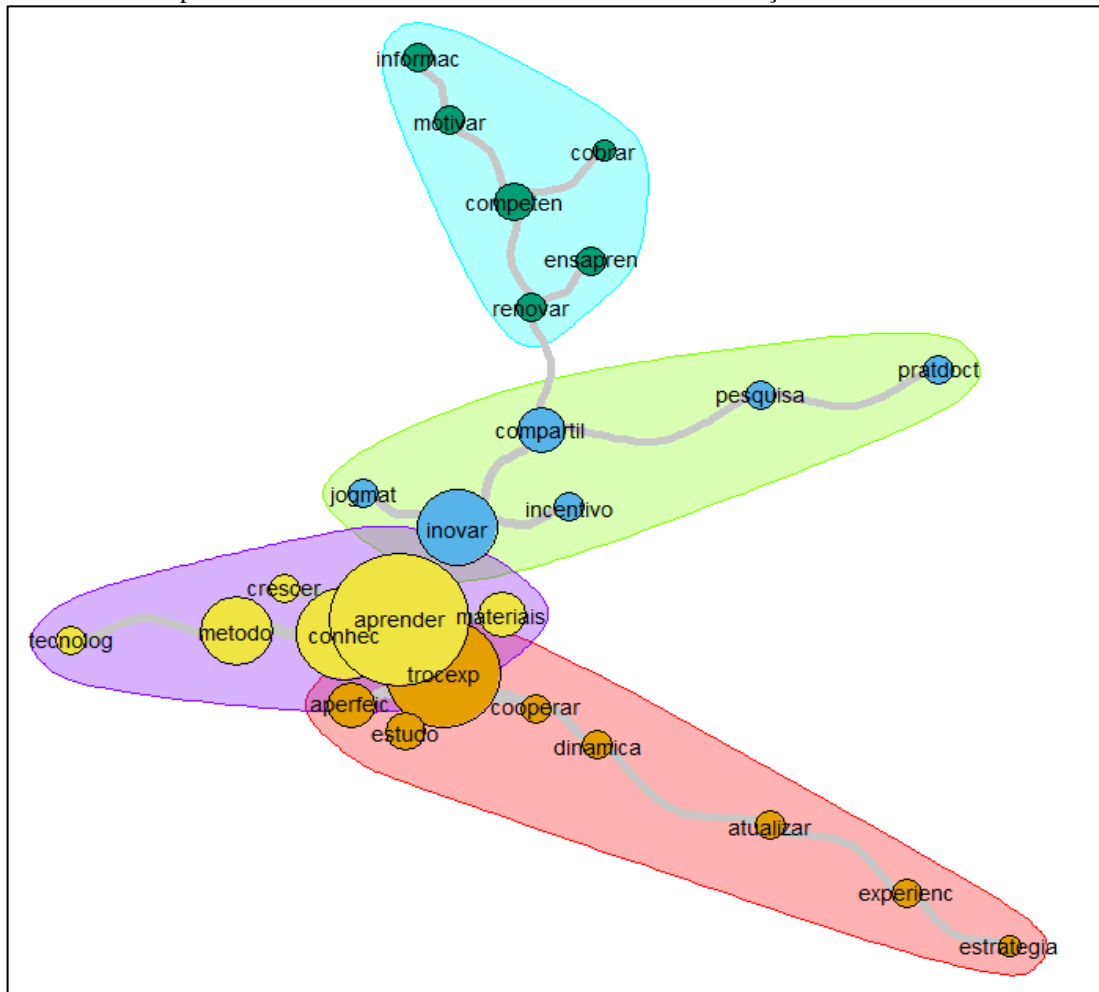 informac
motivar
cobrar
competen
ensapren
renovar
pratdoct
pesquisa
compartil
jogmat
incentivo
inovar
crescer
aprender
materiais
metodo
conhec
tecnolog
trocexp
aperfeic
cooperar
estudo
dinamica
atualizar
experienc
estrategia